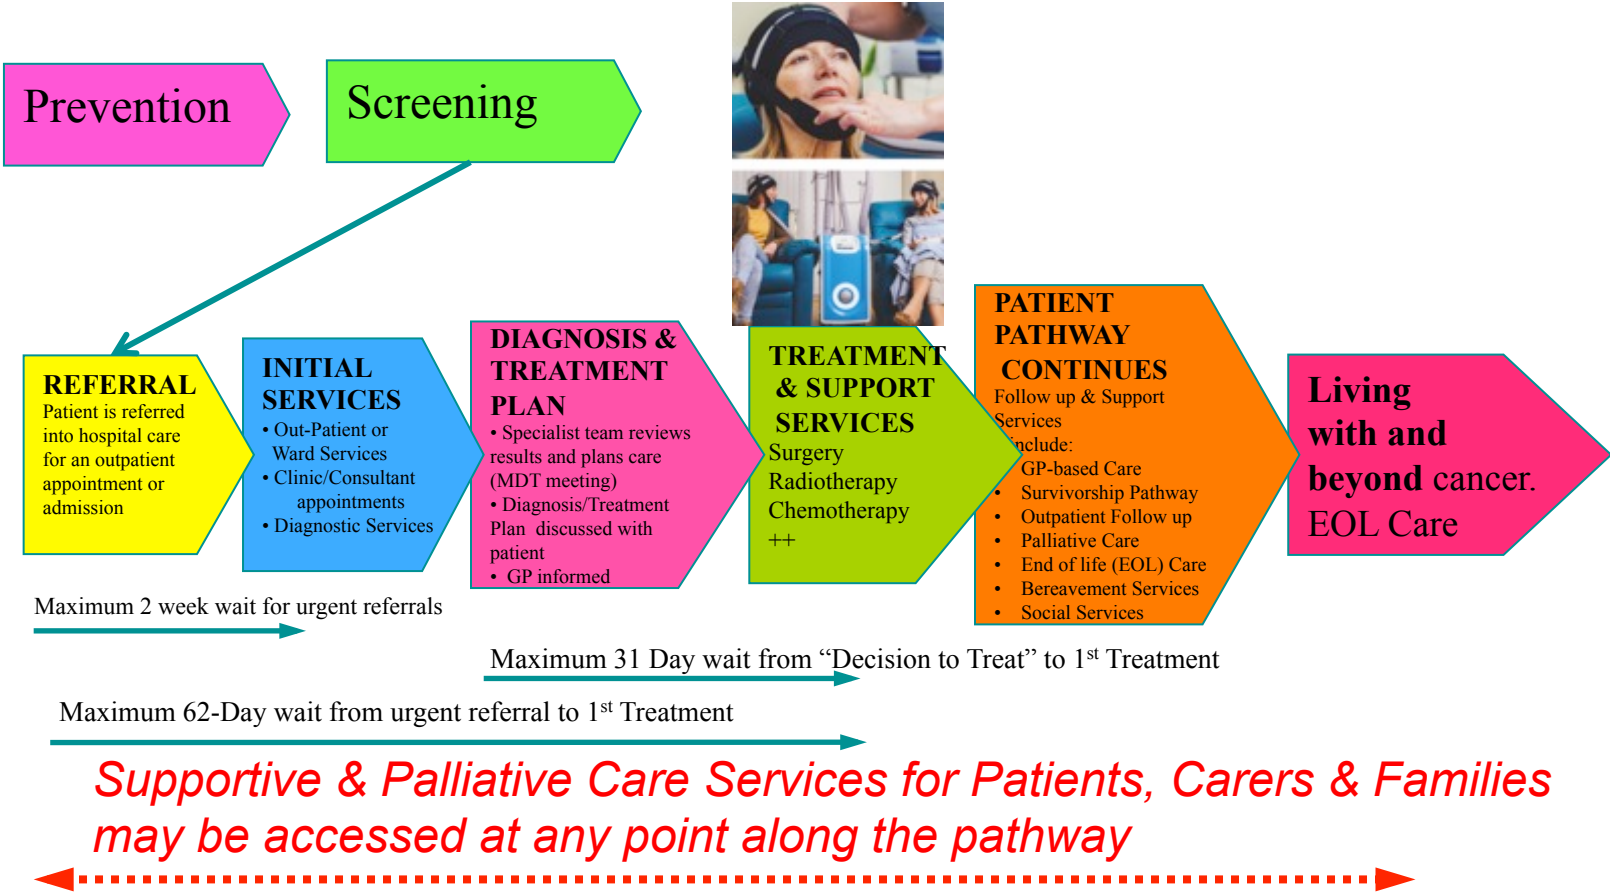 Prevention
Screening
REFERRAL
Patient is referred
into hospital care
for an outpatient
appointment or
admission
INITIAL
SERVICES
• Out-Patient or
Ward Services
• Clinic/Consultant
appointments
• Diagnostic Services
DIAGNOSIS &
TREATMENT
PLAN
• Specialist team reviews
results and plans care
(MDT meeting)
• Diagnosis/Treatment
Plan discussed with
patient
• GP informed
TREATMENT
& SUPPORT
SERVICES
Surgery
Radiotherapy
Chemotherapy
++
PATIENT
PATHWAY
CONTINUES
Follow up & Support
Services
include:
GP-based Care
• Survivorship Pathway
• Outpatient Follow up
• Palliative Care
• End of life (EOL) Care
• Bereavement Services
• Social Services
Living
with and
beyond cancer.
EOL Care
Maximum 2 week wait for urgent referrals
Maximum 31 Day wait from “Decision to Treat” to 1st Treatment
Maximum 62-Day wait from urgent referral to 1st Treatment
Supportive & Palliative Care Services for Patients, Carers & Families
may be accessed at any point along the pathway